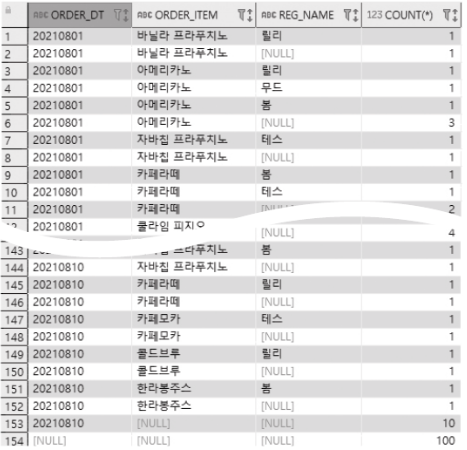 ABC ORDER_DT ABC ORDER_ITEM ABC REG_NAME 123 COUNT(*)
1 20210801 바닐라 프라푸치노 릴리 1
2 20210801 바닐라 프라푸치노 [NULL] 1
3 20210801 아메리카노 릴리 1
4 20210801 아메리카노 무드 1
5 20210801 아메리카노 봄 1
6 20210801 아메리카노 [NULL] 3
7 20210801 자바칩 프라푸치노 테스 1
8 20210801 자바칩 프라푸치노 [NULL] 1
9 20210801 카페라떼 봄 1
10 20210801 카페라떼 테스 1
11 20210801 카페라떼 2
20210801 쿨라임 피지오 [NULL] 4
143 프라푸치노 봄 1
144 20210810 자바칩 프라푸치노 [NULL] 1
145 20210810 카페라떼 릴리 1
146 20210810 카페라떼 [NULL] 1
147 20210810 카페모카 테스 1
148 20210810 카페모카 [NULL] 1
149 20210810 콜드브루 릴리 1
150 20210810 콜드브루 [NULL] 1
151 20210810 한라봉주스 봄 1
152 20210810 한라봉주스 [NULL] 1
153 20210810 [NULL] [NULL] 10
154 [NULL] [NULL] [NULL] 100